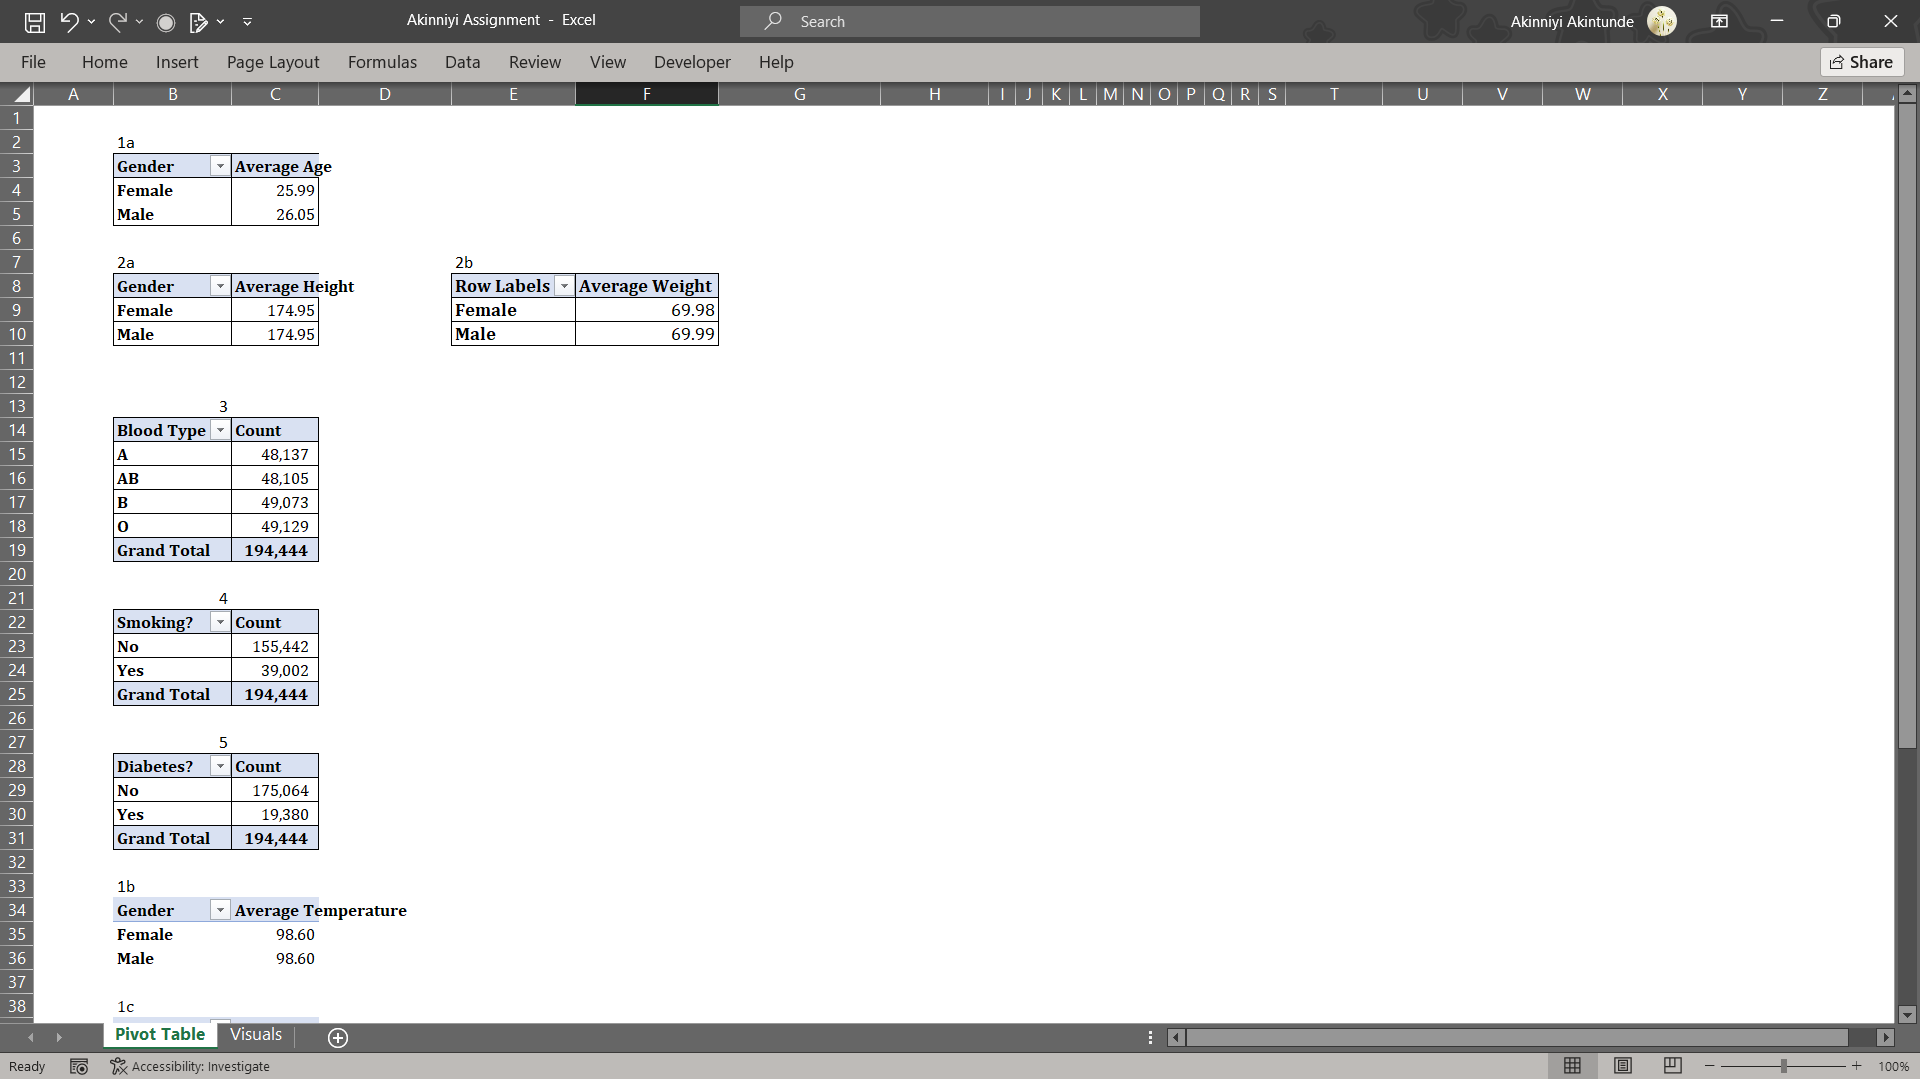 Akinniyi Assignment - Excel
Search
Akinniyi Akintunde
File Home Insert Page Layout Formulas Data Review View Developer Help
Share
A B C D E F G H I J K L M N O P Q R S T U V W X Y Z
1
2 1a
3 Gender Average Age
4 Female 25.99
5 Male 26.05
6
7 2a 2b
8 Gender Average Height Row Labels Average Weight
9 Female 174.95 Female 69.98
10 Male 174.95 Male 69.99
11
12
13 3
14 Blood Type Count
15 A 48,137
16 AB 48,105
17 B 49,073
18 O 49,129
19 Grand Total 194,444
20
21 4
22 Smoking? Count
23 No 155,442
24 Yes 39,002
25 Grand Total 194,444
26
27 5
28 Diabetes? Count
29 No 175,064
30 Yes 19,380
31 Grand Total 194,444
32
33 1b
34 Gender Average Temperature
35 Female 98.60
36 Male 98.60
37
38 1c
Pivot Table Visuals
Ready Accessibility: Investigate 100%